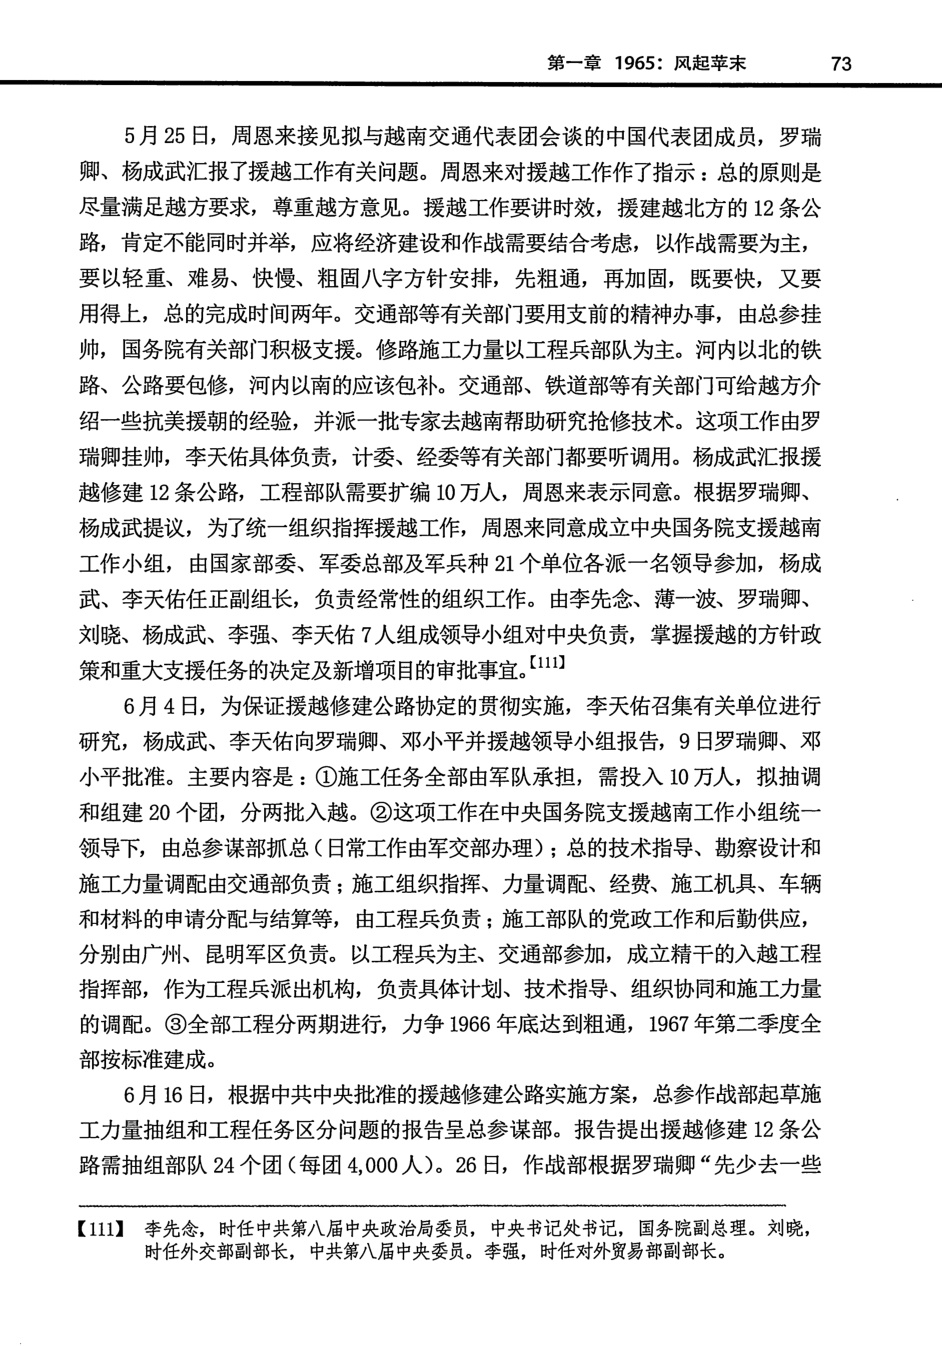 第一章 1965：风起苹末 73
5月25日，周恩来接见拟与越南交通代表团会谈的中国代表团成员，罗瑞
卿、杨成武汇报了援越工作有关问题。周恩来对援越工作作了指示：总的原则是
尽量满足越方要求，尊重越方意见。援越工作要讲时效，援建越北方的12条公
路，肯定不能同时并举，应将经济建设和作战需要结合考虑，以作战需要为主，
要以轻重、难易、快慢、粗固八字方针安排，先粗通，再加固，既要快，又要
用得上，总的完成时间两年。交通部等有关部门要用支前的精神办事，由总参挂
帅，国务院有关部门积极支援。修路施工力量以工程兵部队为主。河内以北的铁
路、公路要包修，河内以南的应该包补。交通部、铁道部等有关部门可给越方介
绍一些抗美援朝的经验，并派一批专家去越南帮助研究抢修技术。这项工作由罗
瑞卿挂帅，李天佑具体负责，计委、经委等有关部门都要听调用。杨成武汇报援
越修建12条公路，工程部队需要扩编10万人，周恩来表示同意。根据罗瑞卿、
杨成武提议，为了统一组织指挥援越工作，周恩来同意成立中央国务院支援越南
工作小组，由国家部委、军委总部及军兵种21个单位各派一名领导参加，杨成
武、李天佑任正副组长，负责经常性的组织工作。由李先念、薄一波、罗瑞卿、
刘晓、杨成武、李强、李天佑7人组成领导小组对中央负责，掌握援越的方针政
策和重大支援任务的决定及新增项目的审批事宜。【111】
6月4日，为保证援越修建公路协定的贯彻实施，李天佑召集有关单位进行
研究，杨成武、李天佑向罗瑞卿、邓小平并援越领导小组报告，9日罗瑞卿、邓
小平批准。主要内容是：①施工任务全部由军队承担，需投入10万人，拟抽调
和组建20个团，分两批入越。②这项工作在中央国务院支援越南工作小组统一
领导下，由总参谋部抓总（日常工作由军交部办理）；总的技术指导、勘察设计和
施工力量调配由交通部负责；施工组织指挥、力量调配、经费、施工机具、车辆
和材料的申请分配与结算等，由工程兵负责；施工部队的党政工作和后勤供应，
分别由广州、昆明军区负责。以工程兵为主、交通部参加，成立精干的入越工程
指挥部，作为工程兵派出机构，负责具体计划、技术指导、组织协同和施工力量
的调配。③全部工程分两期进行，力争1966年底达到粗通，1967年第二季度全
部按标准建成。
6月16日，根据中共中央批准的援越修建公路实施方案，总参作战部起草施
工力量抽组和工程任务区分问题的报告呈总参谋部。报告提出援越修建12条公
路需抽组部队24个团（每团4,000人）。26日，作战部根据罗瑞卿“先少去一些
【111】 李先念，时任中共第八届中央政治局委员，中央书记处书记，国务院副总理。刘晓，
时任外交部副部长，中共第八届中央委员。李强，时任对外贸易部副部长。